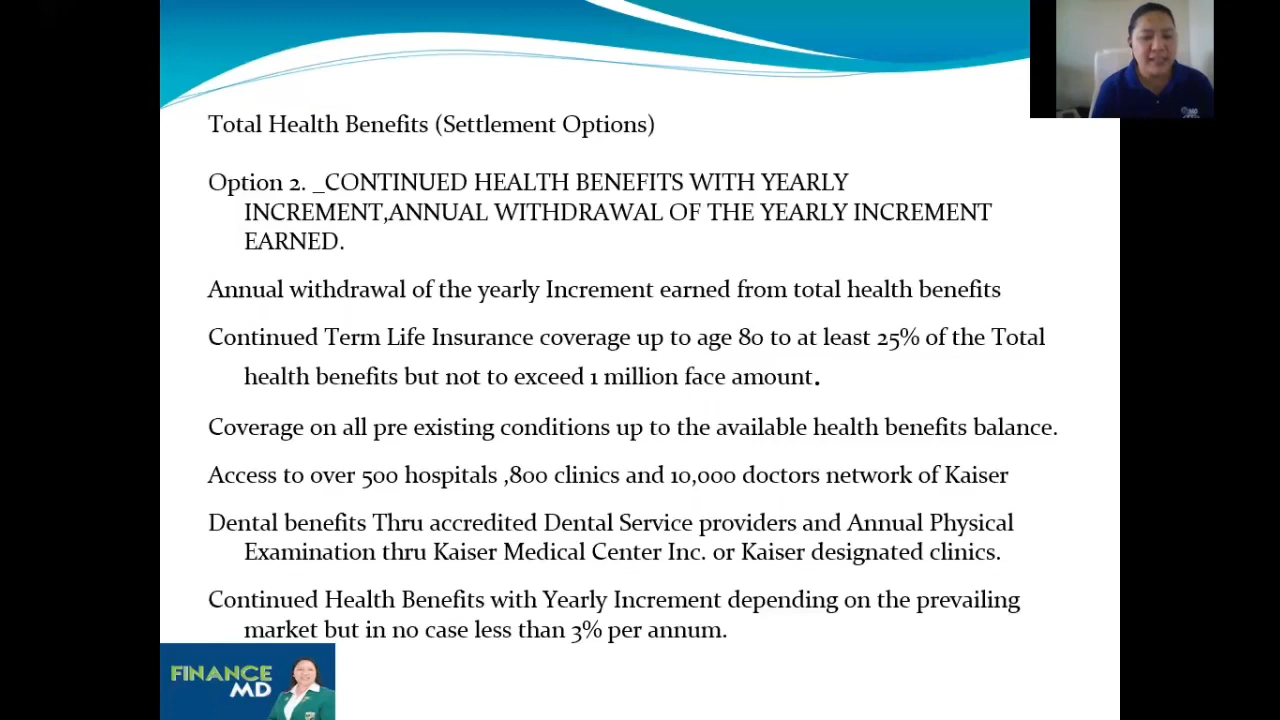 Total Health Benefits (Settlement Options)
Option 2. _CONTINUED HEALTH BENEFITS WITH YEARLY
INCREMENT,ANNUAL WITHDRAWAL OF THE YEARLY INCREMENT
EARNED.
Annual withdrawal of the yearly Increment earned from total health benefits
Continued Term Life Insurance coverage up to age 80 to at least 25% of the Total
health benefits but not to exceed 1 million face amount.
Coverage on all pre existing conditions up to the available health benefits balance.
Access to over 500 hospitals ,800 clinics and 10,000 doctors network of Kaiser
Dental benefits Thru accredited Dental Service providers and Annual Physical
Examination thru Kaiser Medical Center Inc. or Kaiser designated clinics.
Continued Health Benefits with Yearly Increment depending on the prevailing
market but in no case less than 3% per annum.
FINANCE
MD